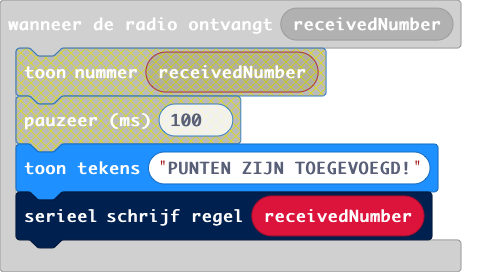 wanneer de radio ontvangt receivedNumber
toon nummer receivedNumber
pauzeer (ms) 100
toon tekens "PUNTEN ZIJN TOEGEVOEGD!"
serieel schrijf regel receivedNumber